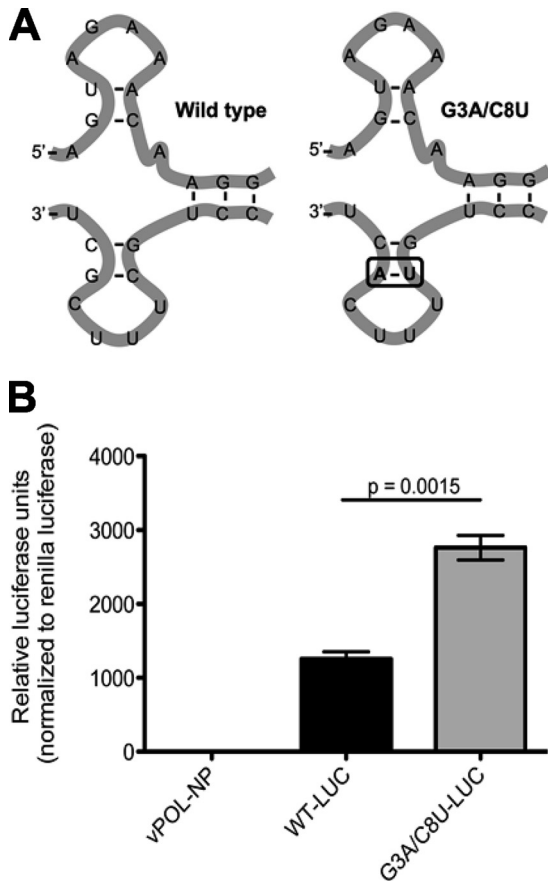 A
G A
A A
U - A
G - C
Wild type
5'- A A A G G
3'- U U C C
C - G
G - C
C U
U U
G A
A A
U - A
G - C
G3A/C8U
5'- A A A G G
3'- U U C C
C - G
A - U
C U
U U
B
Relative luciferase units
(normalized to renilla luciferase)
4000
3000
2000
1000
0
p = 0.0015
vPOL-NP
WT-LUC
G3A/C8U-LUC